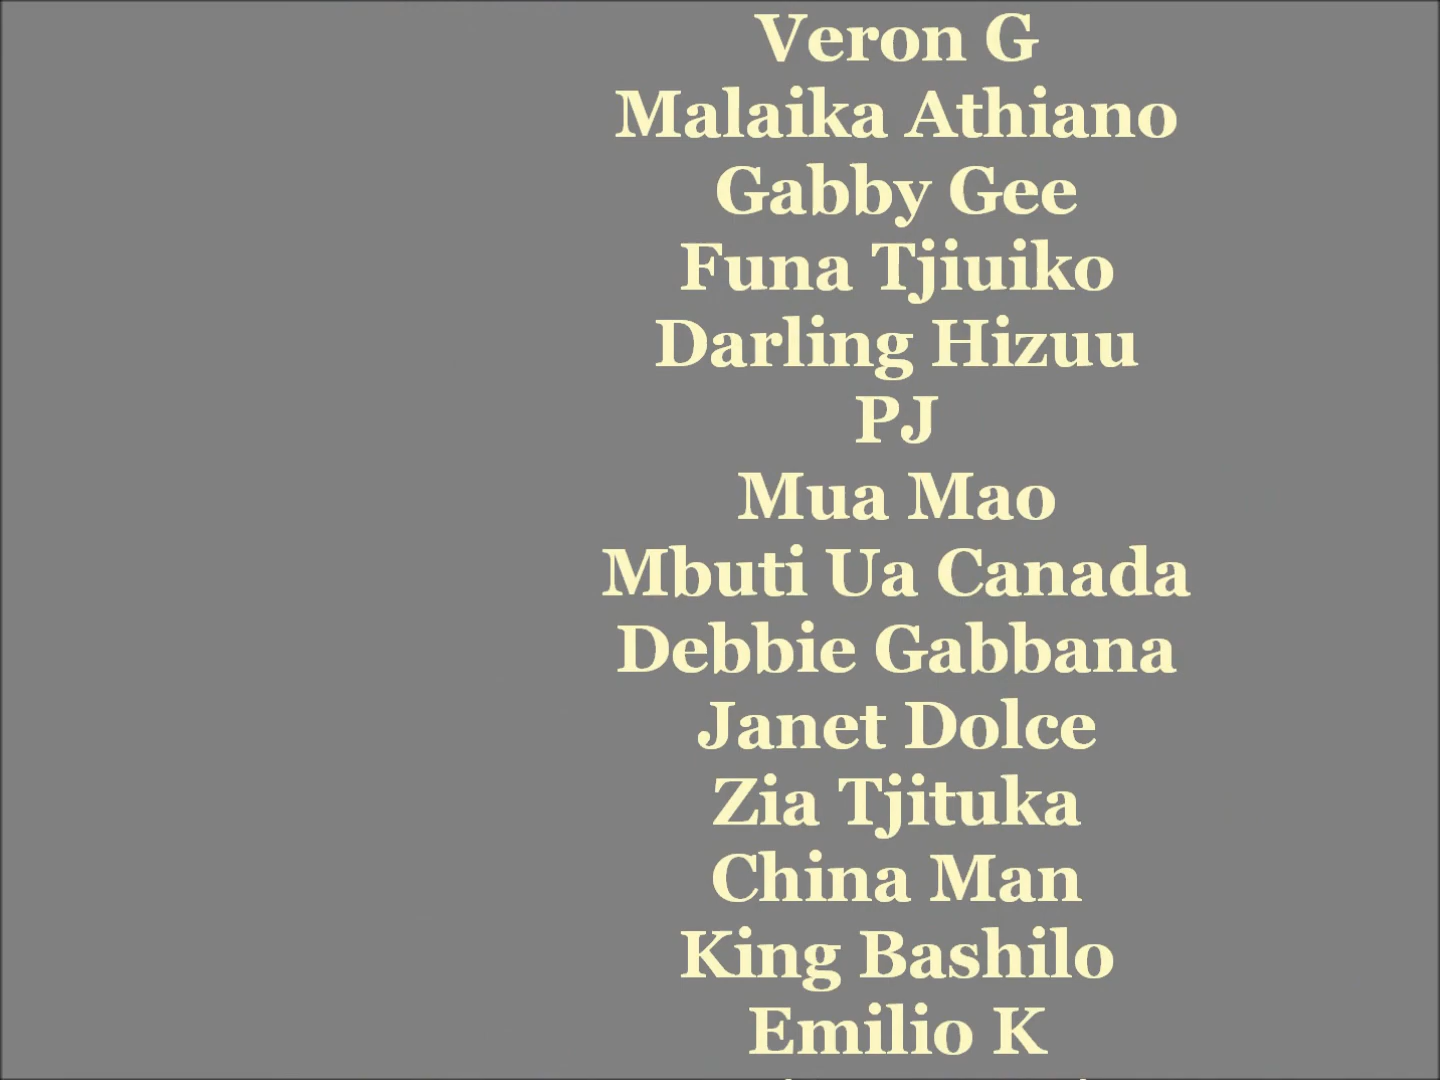 Veron G
Malaika Athiano
Gabby Gee
Funa Tjiuiko
Darling Hizuu
PJ
Mua Mao
Mbuti Ua Canada
Debbie Gabbana
Janet Dolce
Zia Tjituka
China Man
King Bashilo
Emilio K